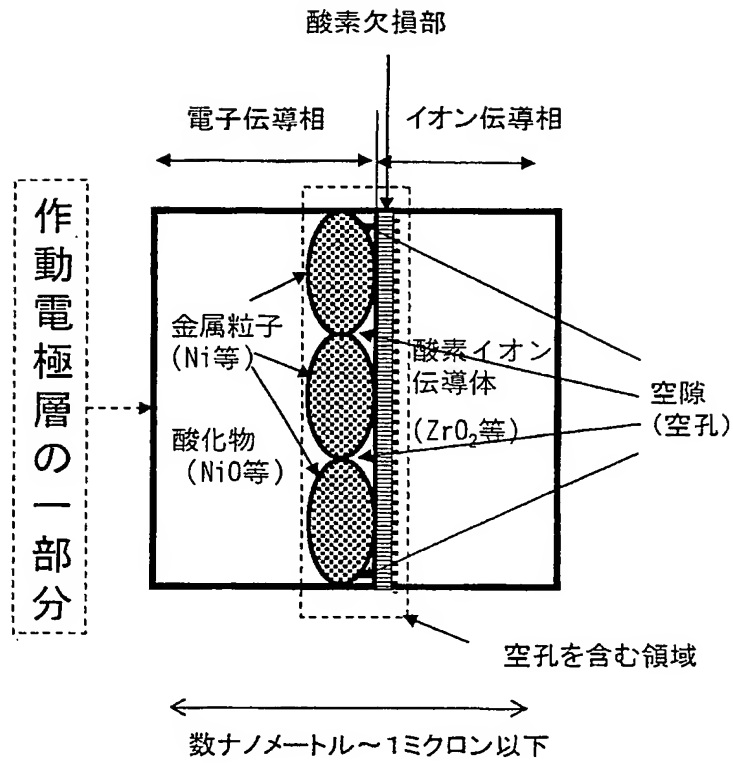 酸素欠損部
電子伝導相
イオン伝導相
作動電極層の一部分
金属粒子
(Ni等)
酸化物
(NiO等)
酸素イオン
伝導体
(ZrO₂等)
空隙
(空孔)
空孔を含む領域
数ナノメートル~1ミクロン以下